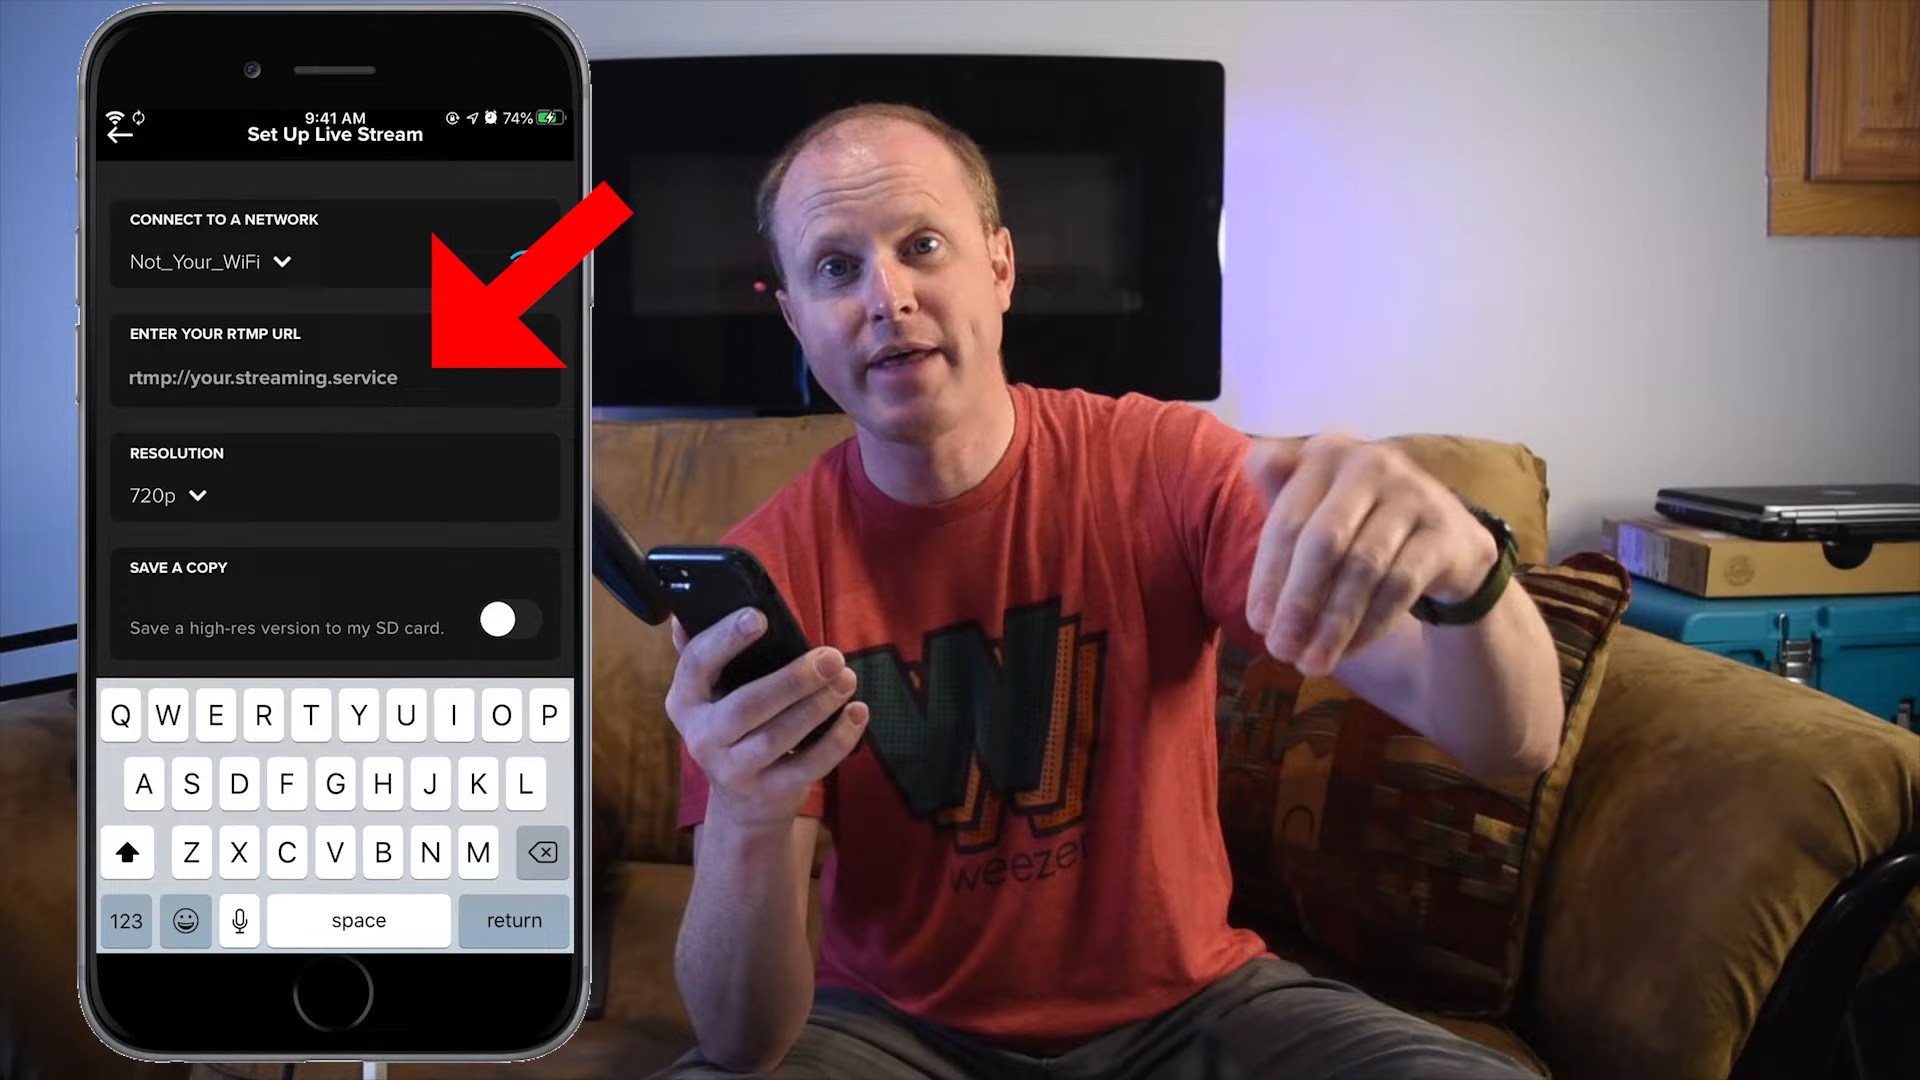 9:41 AM
74%
Set Up Live Stream
CONNECT TO A NETWORK
Not_Your_WiFi
ENTER YOUR RTMP URL
rtmp://your.streaming.service
RESOLUTION
720p
SAVE A COPY
Save a high-res version to my SD card.
Q W E R T Y U I O P
A S D F G H J K L
Z X C V B N M
123 space return
weezer